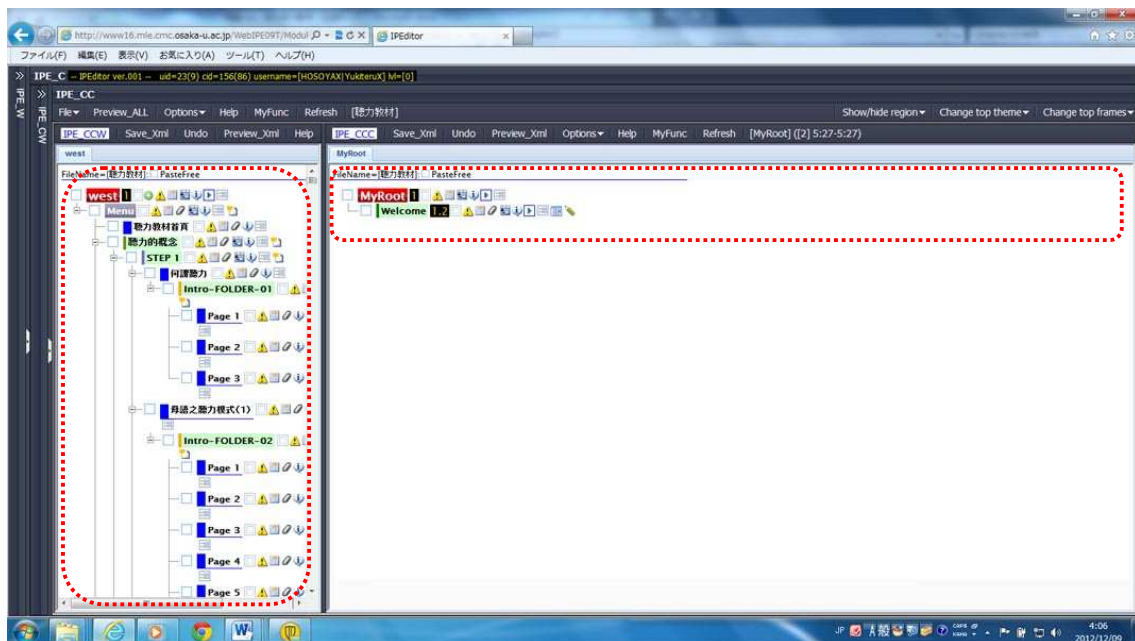 http://www16.mle.cmc.osaka-u.ac.jp/WebIPE09T/Modul
IPEditor
ファイル(F) 編集(E) 表示(V) お気に入り(A) ツール(T) ヘルプ(H)
IPE_C -- IPEditor ver.001 -- uid=23(9) cid=156(86) username=[HOSOYAX|YukiteruX] lvl=[0]
IPE_W
IPE_CC
IPE_CW
File Preview_ALL Options Help MyFunc Refresh [聴力教材] Show/hide region Change top theme Change top frames
IPE_CCW Save_Xml Undo Preview_Xml Help
IPE_CCC Save_Xml Undo Preview_Xml Options Help MyFunc Refresh [MyRoot] ([2] 5:27-5:27)
west
FileName=[聴力教材]: PasteFree
west 1
Menu
聴力教材首頁
聴力的概念
STEP 1
何謂聴力
Intro-FOLDER-01
Page 1
Page 2
Page 3
母語之聴力模式(1)
Intro-FOLDER-02
Page 1
Page 2
Page 3
Page 4
Page 5
MyRoot
FileName=[聴力教材]: PasteFree
MyRoot 1
Welcome 1.2
JP A 般 CAPS KANA 4:06
2012/12/09